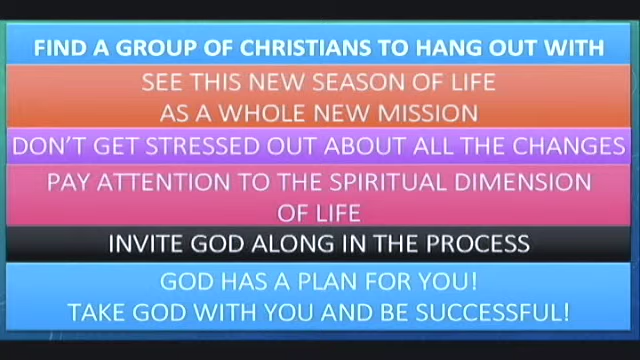 FIND A GROUP OF CHRISTIANS TO HANG OUT WITH
SEE THIS NEW SEASON OF LIFE
AS A WHOLE NEW MISSION
DON'T GET STRESSED OUT ABOUT ALL THE CHANGES
PAY ATTENTION TO THE SPIRITUAL DIMENSION
OF LIFE
INVITE GOD ALONG IN THE PROCESS
GOD HAS A PLAN FOR YOU!
TAKE GOD WITH YOU AND BE SUCCESSFUL!